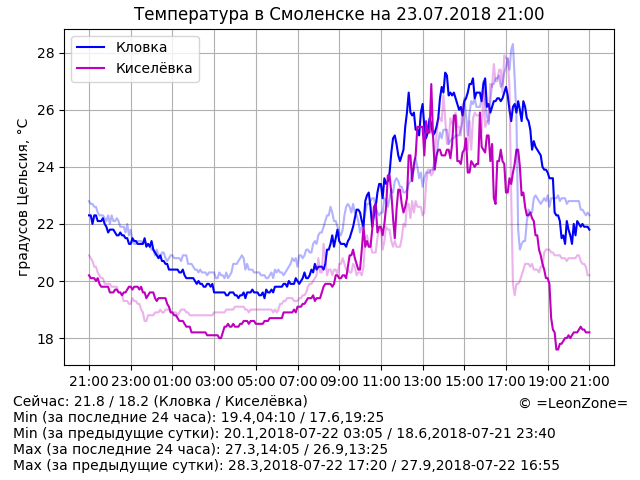 Температура в Смоленске на 23.07.2018 21:00
Кловка
Киселёвка
градусов Цельсия, °C
28
26
24
22
20
18
21:00 23:00 01:00 03:00 05:00 07:00 09:00 11:00 13:00 15:00 17:00 19:00 21:00
Сейчас: 21.8 / 18.2 (Кловка / Киселёвка)
© =LeonZone=
Min (за последние 24 часа): 19.4,04:10 / 17.6,19:25
Min (за предыдущие сутки): 20.1,2018-07-22 03:05 / 18.6,2018-07-21 23:40
Max (за последние 24 часа): 27.3,14:05 / 26.9,13:25
Max (за предыдущие сутки): 28.3,2018-07-22 17:20 / 27.9,2018-07-22 16:55